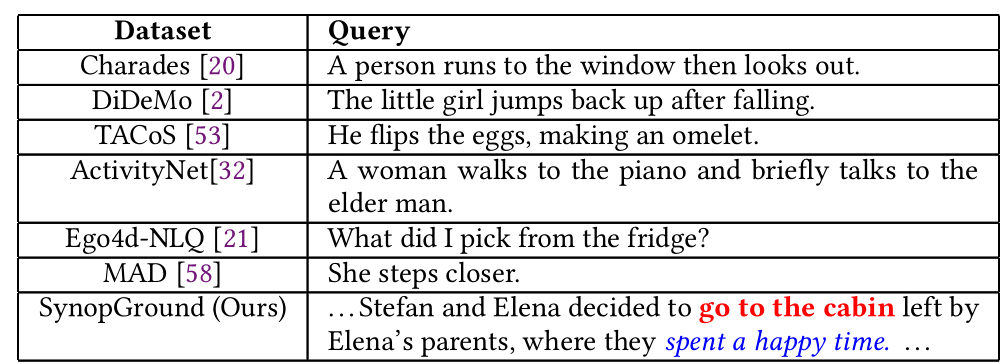 Dataset Query
Charades [20] A person runs to the window then looks out.
DiDeMo [2] The little girl jumps back up after falling.
TACoS [53] He flips the eggs, making an omelet.
ActivityNet[32] A woman walks to the piano and briefly talks to the
elder man.
Ego4d-NLQ [21] What did I pick from the fridge?
MAD [58] She steps closer.
SynopGround (Ours) ...Stefan and Elena decided to go to the cabin left by
Elena's parents, where they spent a happy time. ...